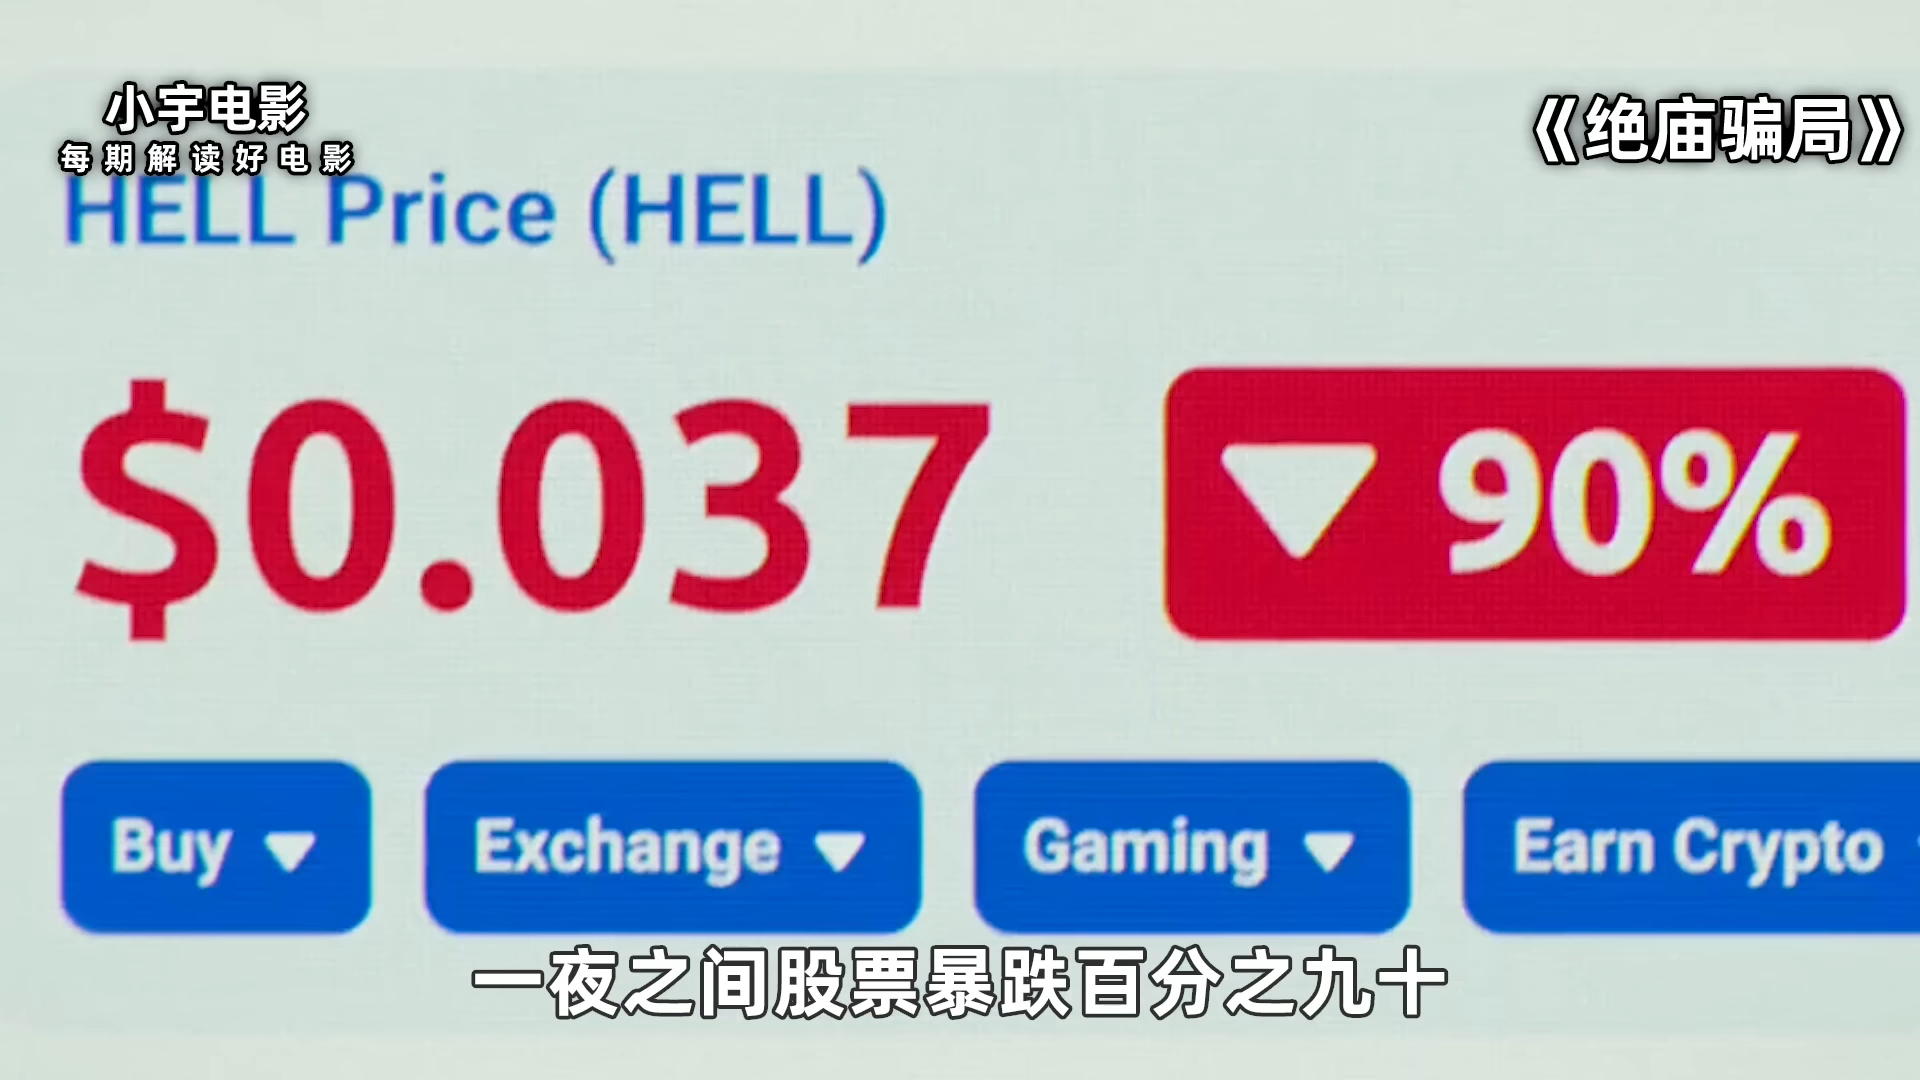 小宇电影
每期解读好电影
《绝庙骗局》
HELL Price (HELL)
$0.037
90%
Buy
Exchange
Gaming
Earn Crypto
一夜之间股票暴跌百分之九十